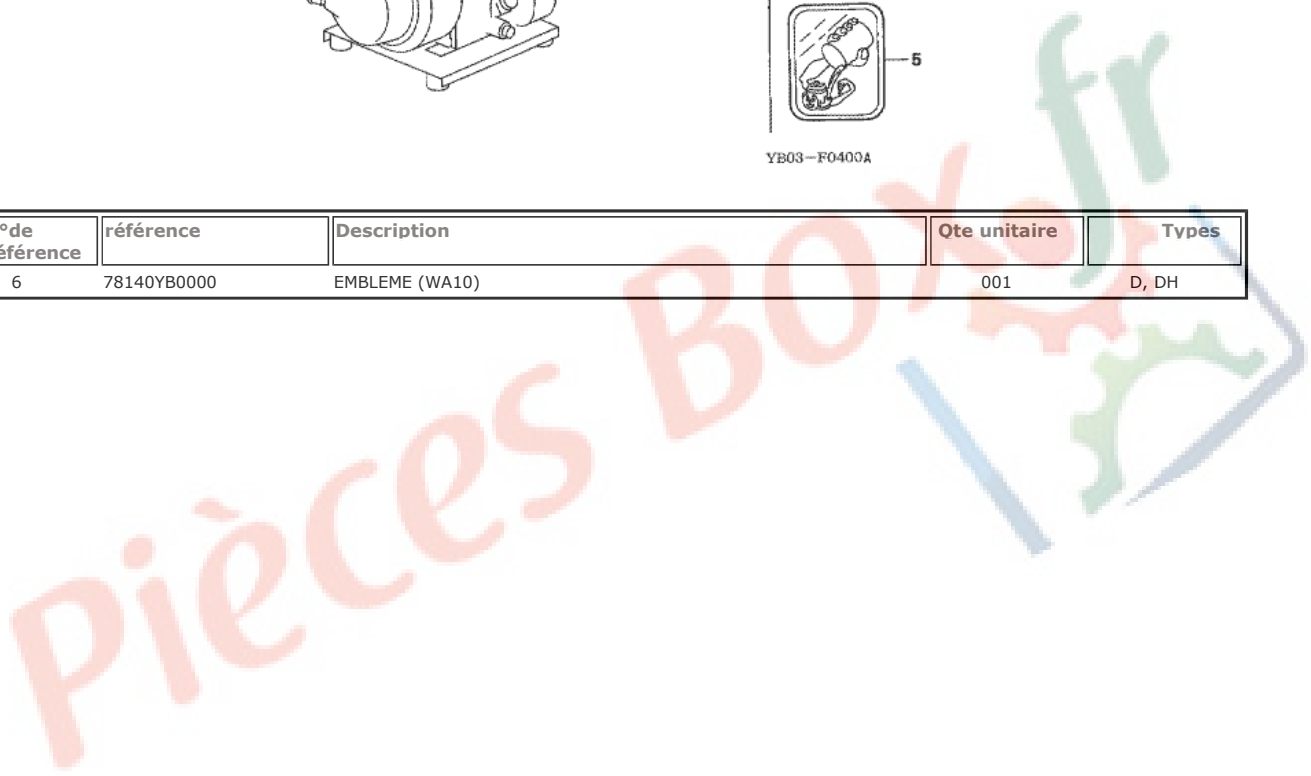 5
YB03-F0400A
°de référence Description Qte unitaire Types
éférence
6 78140YB0000 EMBLEME (WA10) 001 D, DH
Pièces Box.fr